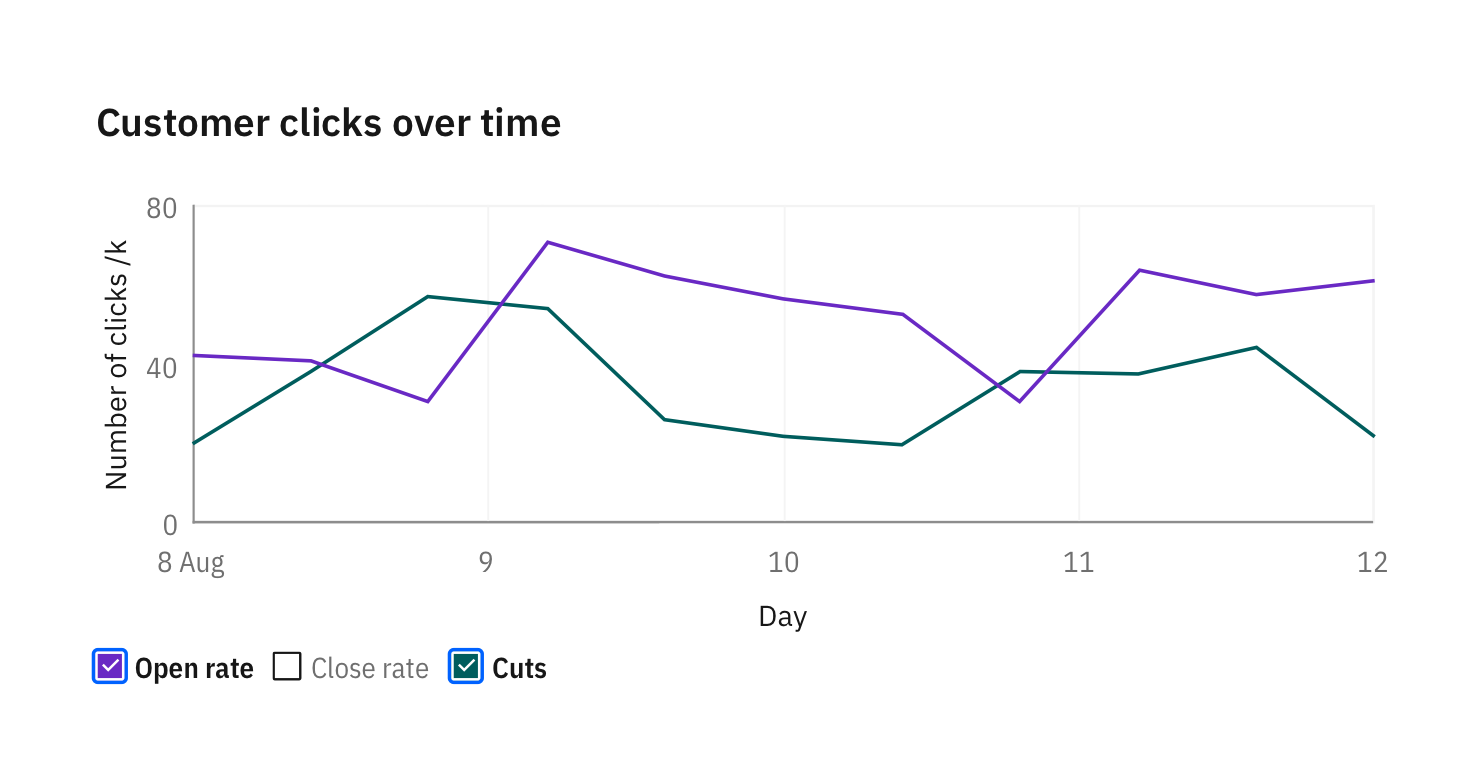 Customer clicks over time
80
40
0
Number of clicks /k
8 Aug 9 10 11 12
Day
Open rate Close rate Cuts